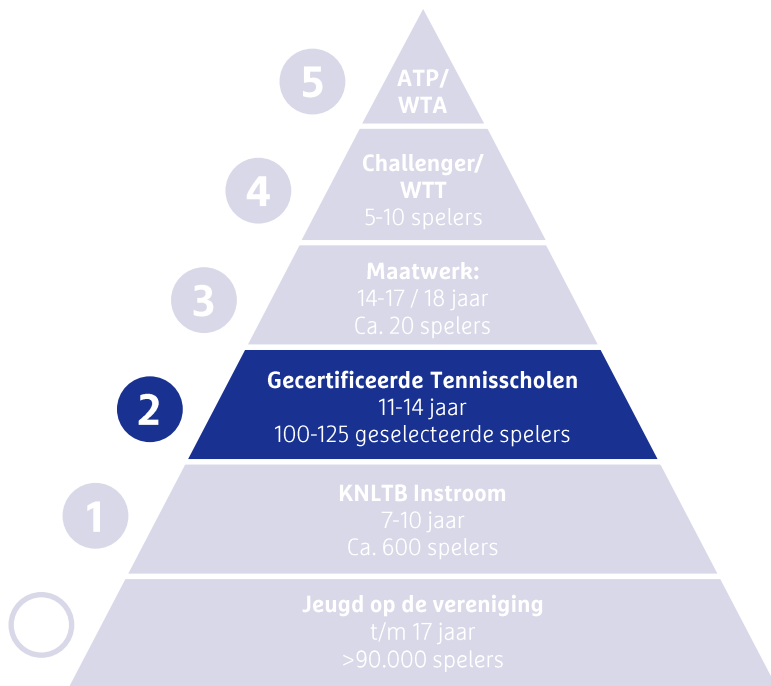 5
ATP/
WTA
4
Challenger/
WTT
5-10 spelers
3
Maatwerk:
14-17 / 18 jaar
Ca. 20 spelers
2
Gecertificeerde Tennisscholen
11-14 jaar
100-125 geselecteerde spelers
1
KNLTB Instroom
7-10 jaar
Ca. 600 spelers
Jeugd op de vereniging
t/m 17 jaar
>90.000 spelers